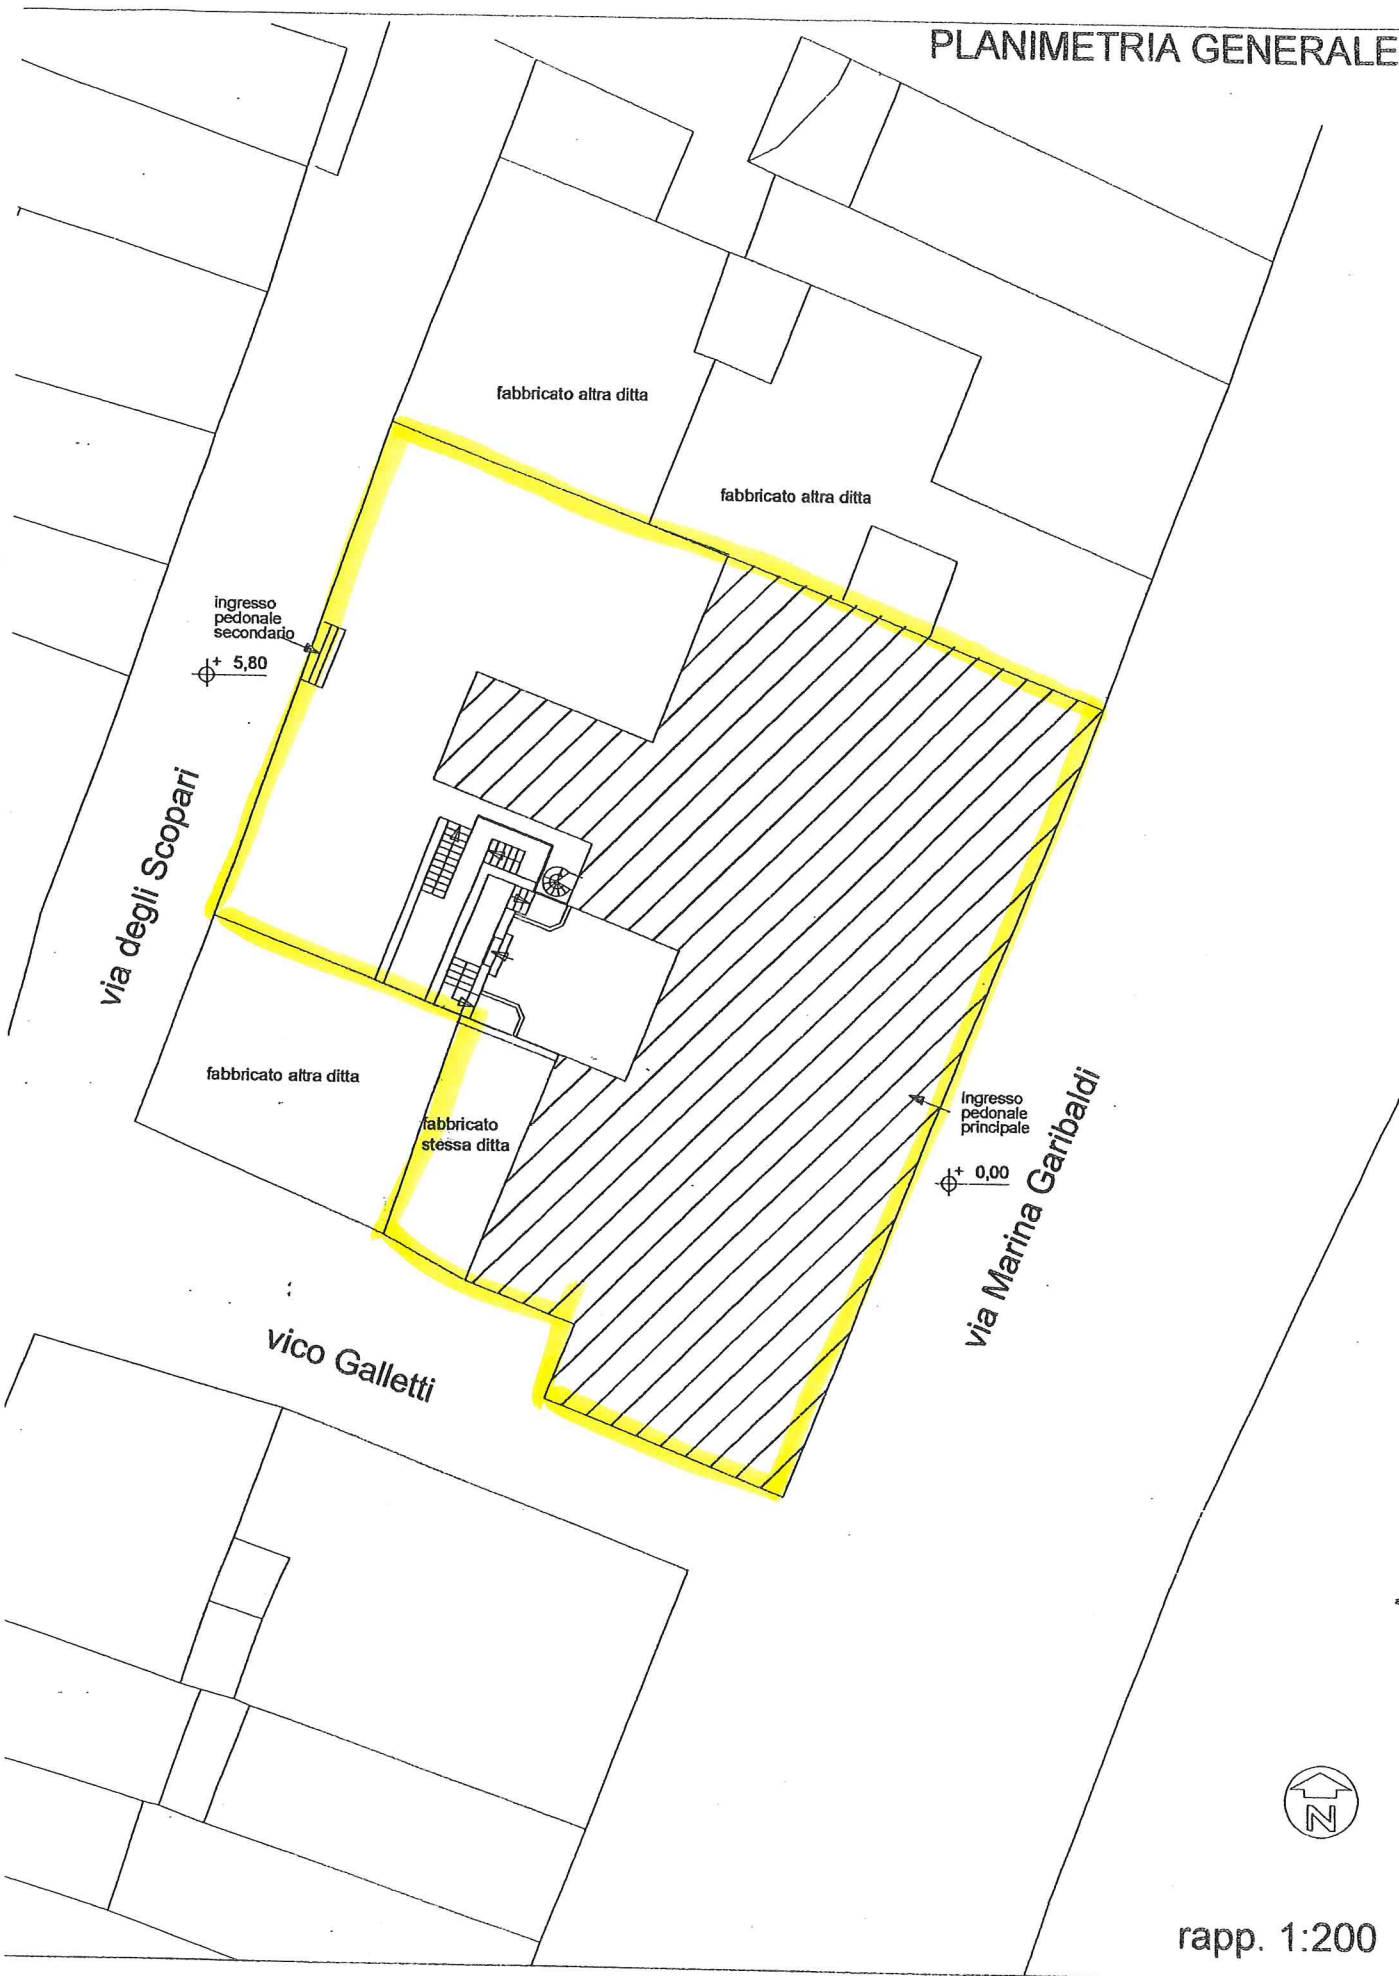 PLANIMETRIA GENERALE
fabbricato altra ditta
fabbricato altra ditta
ingresso
pedonale
secondario
+ 5,80
via degli Scopari
fabbricato altra ditta
fabbricato
stessa ditta
ingresso
pedonale
principale
+ 0,00
via Marina Garibaldi
vico Galletti
N
rapp. 1:200